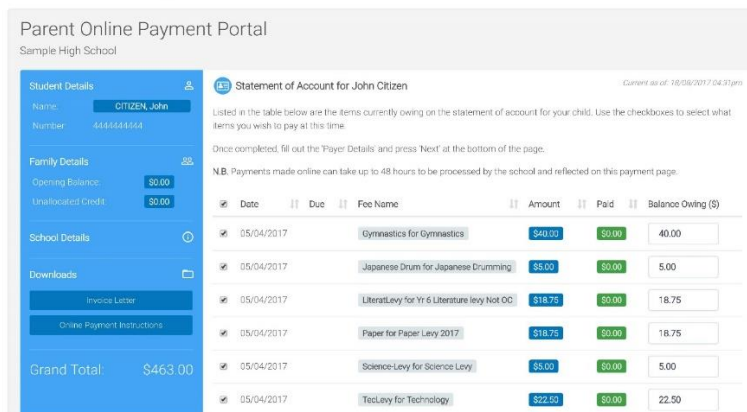 Parent Online Payment Portal
Sample High School
Student Details
Name: CITIZEN, John
Number: 4444444444
Family Details
Opening Balance: $0.00
Unallocated Credit: $0.00
School Details
Downloads
Invoice Letter
Online Payment Instructions
Grand Total: $463.00
Statement of Account for John Citizen
Current as of: 18/08/2017 04:31pm
Listed in the table below are the items currently owing on the statement of account for your child. Use the checkboxes to select what
items you wish to pay at this time.
Once completed, fill out the 'Payer Details' and press 'Next' at the bottom of the page.
N.B. Payments made online can take up to 48 hours to be processed by the school and reflected on this payment page.
Date Due Fee Name Amount Paid Balance Owing ($)
05/04/2017 Gymnastics for Gymnastics $40.00 $0.00 40.00
05/04/2017 Japanese Drum for Japanese Drumming $5.00 $0.00 5.00
05/04/2017 LiteratLevy for Yr 6 Literature levy Not OC $18.75 $0.00 18.75
05/04/2017 Paper for Paper Levy 2017 $18.75 $0.00 18.75
05/04/2017 Science-Levy for Science Levy $5.00 $0.00 5.00
05/04/2017 TecLevy for Technology $22.50 $0.00 22.50